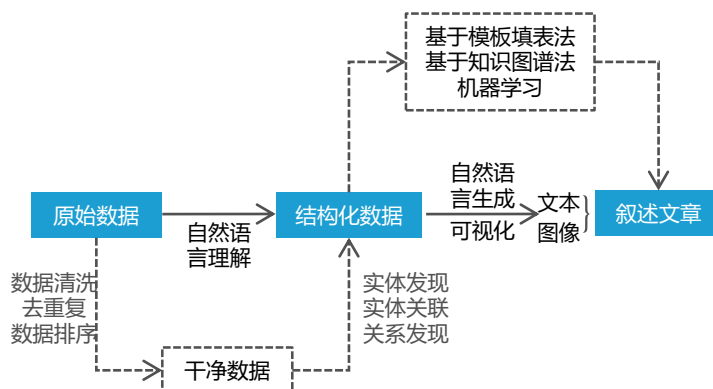 基于模板填表法
基于知识图谱法
机器学习
原始数据
自然语
言理解
结构化数据
自然语
言生成
可视化
文本
图像
}
叙述文章
数据清洗
去重复
数据排序
干净数据
实体发现
实体关联
关系发现